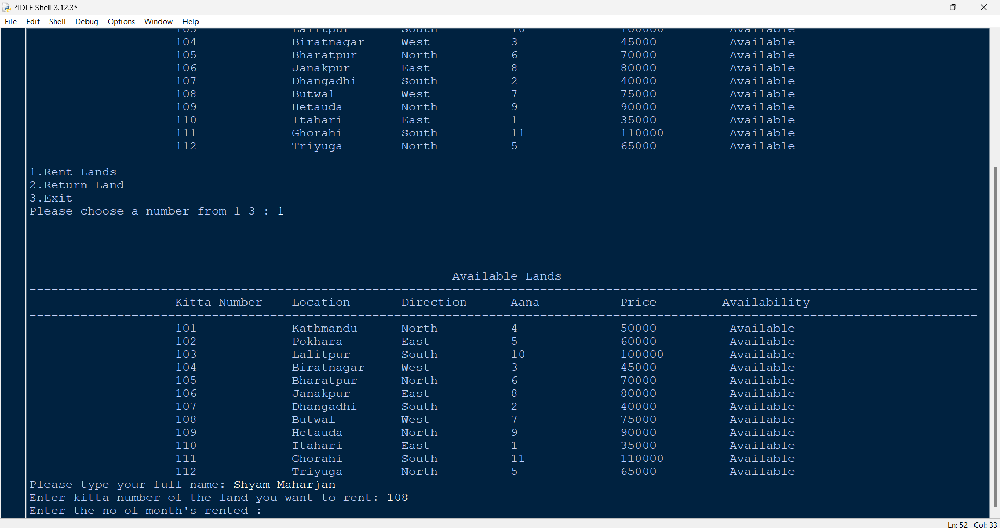 *IDLE Shell 3.12.3*
File Edit Shell Debug Options Window Help
103 Lalitpur South 10 100000 Available
104 Biratnagar West 3 45000 Available
105 Bharatpur North 6 70000 Available
106 Janakpur East 8 80000 Available
107 Dhangadhi South 2 40000 Available
108 Butwal West 7 75000 Available
109 Hetauda North 9 90000 Available
110 Itahari East 1 35000 Available
111 Ghorahi South 11 110000 Available
112 Triyuga North 5 65000 Available
1.Rent Lands
2.Return Land
3.Exit
Please choose a number from 1-3 : 1
Available Lands
Kitta Number Location Direction Aana Price Availability
101 Kathmandu North 4 50000 Available
102 Pokhara East 5 60000 Available
103 Lalitpur South 10 100000 Available
104 Biratnagar West 3 45000 Available
105 Bharatpur North 6 70000 Available
106 Janakpur East 8 80000 Available
107 Dhangadhi South 2 40000 Available
108 Butwal West 7 75000 Available
109 Hetauda North 9 90000 Available
110 Itahari East 1 35000 Available
111 Ghorahi South 11 110000 Available
112 Triyuga North 5 65000 Available
Please type your full name: Shyam Maharjan
Enter kitta number of the land you want to rent: 108
Enter the no of month's rented :
Ln: 52 Col: 33